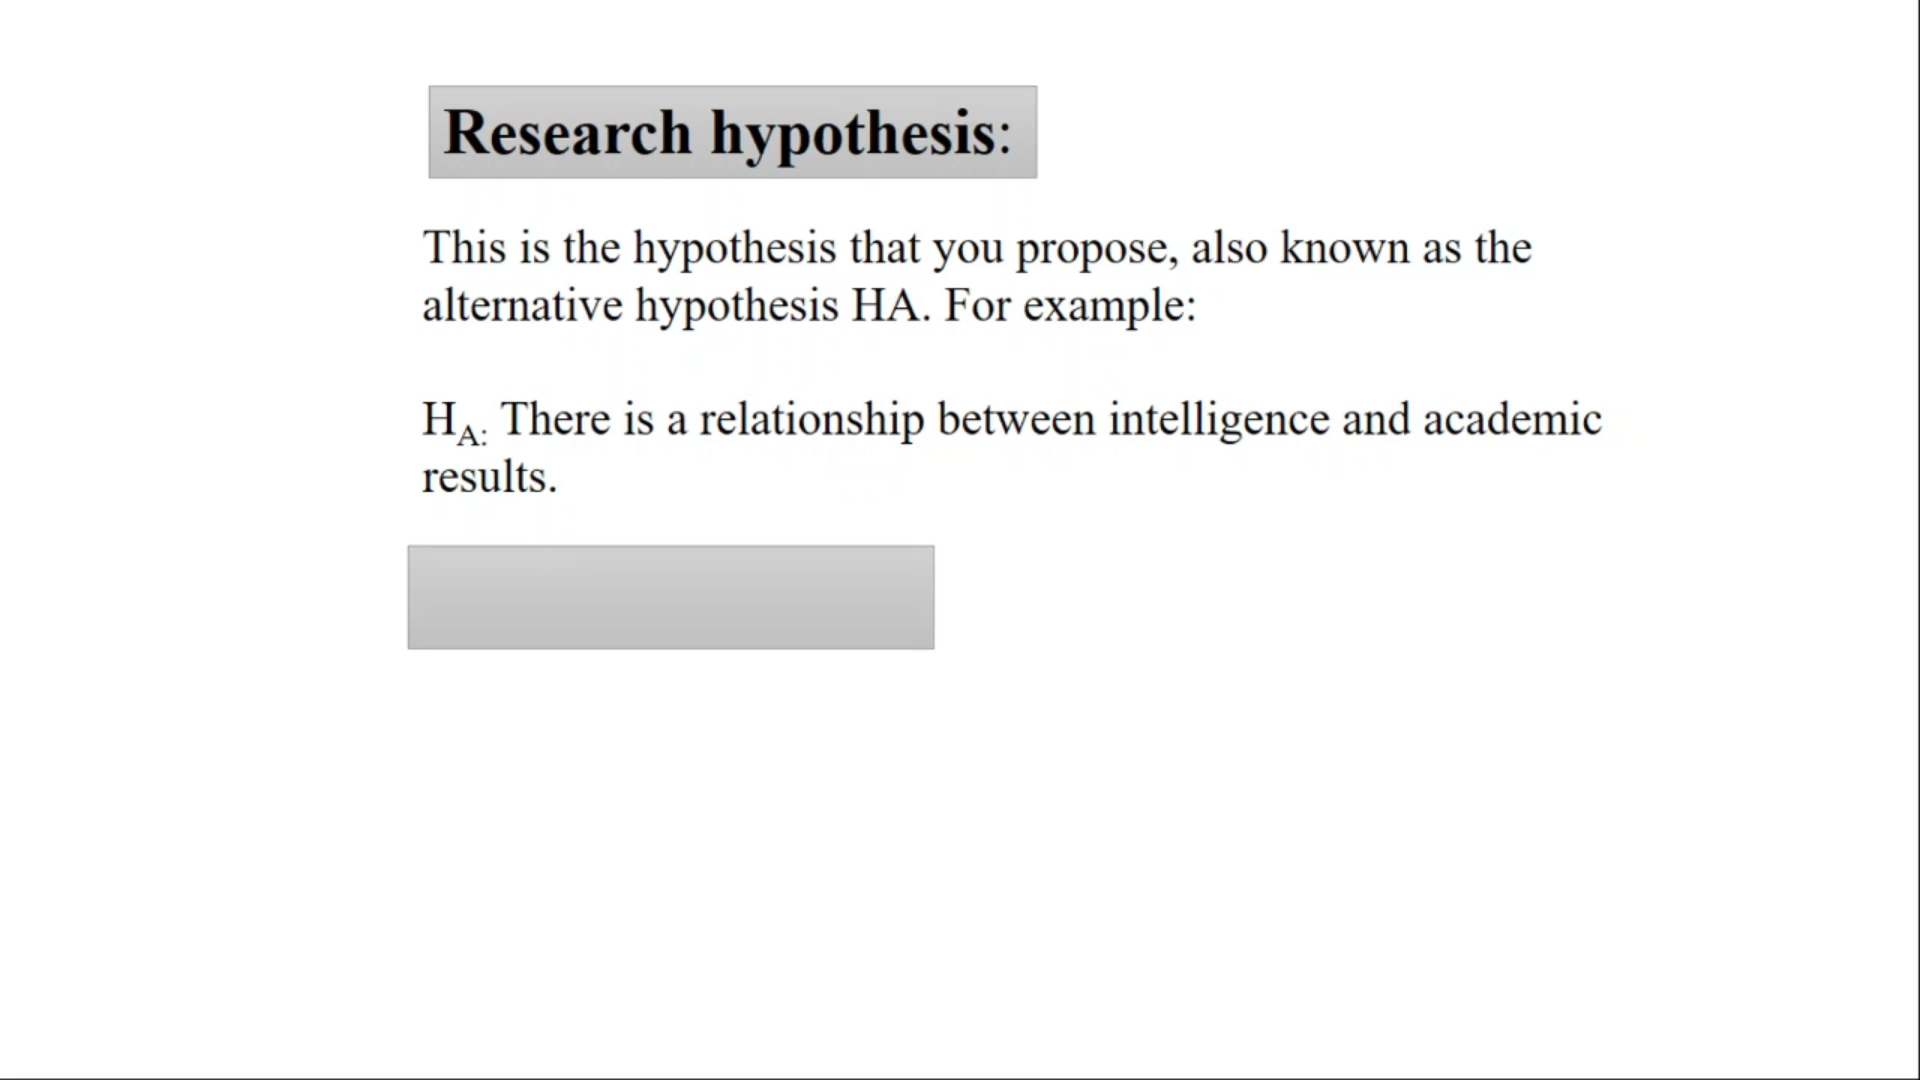 Research hypothesis:
This is the hypothesis that you propose, also known as the
alternative hypothesis HA. For example:
H_A: There is a relationship between intelligence and academic
results.